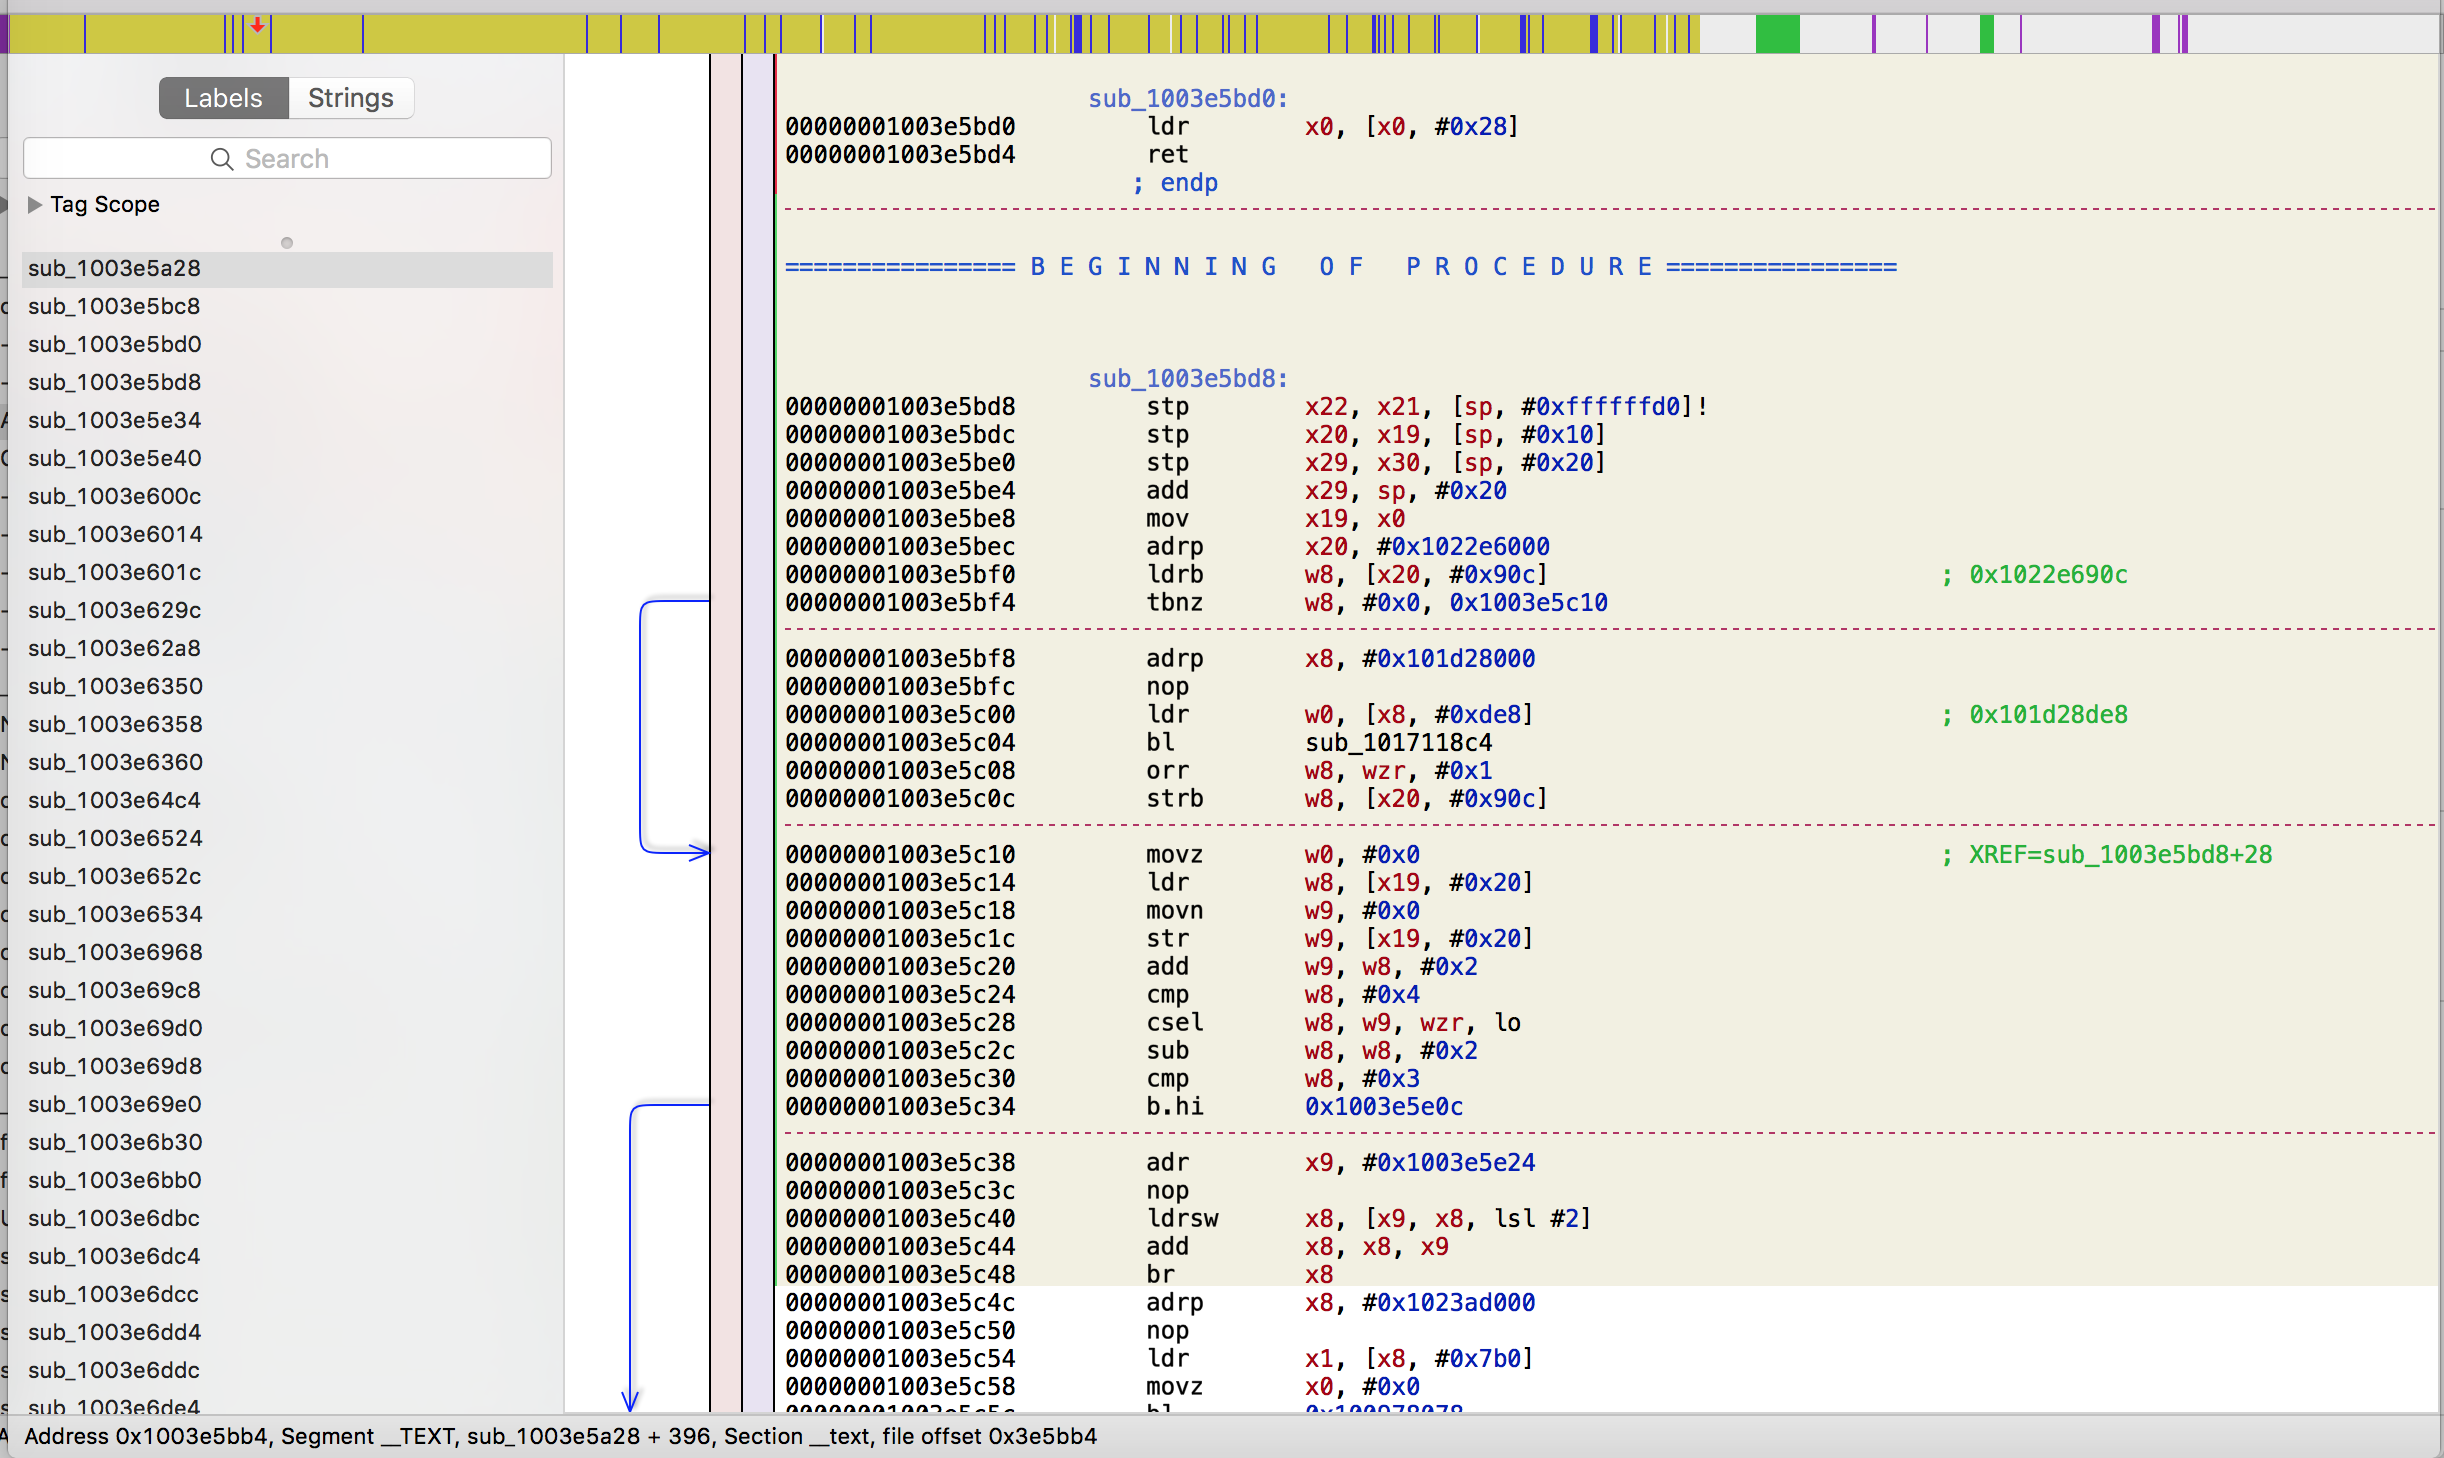 Labels Strings
Search
Tag Scope
sub_1003e5a28
sub_1003e5bc8
sub_1003e5bd0
sub_1003e5bd8
sub_1003e5e34
sub_1003e5e40
sub_1003e600c
sub_1003e6014
sub_1003e601c
sub_1003e629c
sub_1003e62a8
sub_1003e6350
sub_1003e6358
sub_1003e6360
sub_1003e64c4
sub_1003e6524
sub_1003e652c
sub_1003e6534
sub_1003e6968
sub_1003e69c8
sub_1003e69d0
sub_1003e69d8
sub_1003e69e0
sub_1003e6b30
sub_1003e6bb0
sub_1003e6dbc
sub_1003e6dc4
sub_1003e6dcc
sub_1003e6dd4
sub_1003e6ddc
sub_1003e6de4
sub_1003e5bd0:
00000001003e5bd0 ldr x0, [x0, #0x28]
00000001003e5bd4 ret
; endp
================ B E G I N N I N G   O F   P R O C E D U R E ================
sub_1003e5bd8:
00000001003e5bd8 stp x22, x21, [sp, #0xffffffd0]!
00000001003e5bdc stp x20, x19, [sp, #0x10]
00000001003e5be0 stp x29, x30, [sp, #0x20]
00000001003e5be4 add x29, sp, #0x20
00000001003e5be8 mov x19, x0
00000001003e5bec adrp x20, #0x1022e6000
00000001003e5bf0 ldrb w8, [x20, #0x90c] ; 0x1022e690c
00000001003e5bf4 tbnz w8, #0x0, 0x1003e5c10
00000001003e5bf8 adrp x8, #0x101d28000
00000001003e5bfc nop
00000001003e5c00 ldr w0, [x8, #0xde8] ; 0x101d28de8
00000001003e5c04 bl sub_1017118c4
00000001003e5c08 orr w8, wzr, #0x1
00000001003e5c0c strb w8, [x20, #0x90c]
00000001003e5c10 movz w0, #0x0 ; XREF=sub_1003e5bd8+28
00000001003e5c14 ldr w8, [x19, #0x20]
00000001003e5c18 movn w9, #0x0
00000001003e5c1c str w9, [x19, #0x20]
00000001003e5c20 add w9, w8, #0x2
00000001003e5c24 cmp w8, #0x4
00000001003e5c28 csel w8, w9, wzr, lo
00000001003e5c2c sub w8, w8, #0x2
00000001003e5c30 cmp w8, #0x3
00000001003e5c34 b.hi 0x1003e5e0c
00000001003e5c38 adr x9, #0x1003e5e24
00000001003e5c3c nop
00000001003e5c40 ldrsw x8, [x9, x8, lsl #2]
00000001003e5c44 add x8, x8, x9
00000001003e5c48 br x8
00000001003e5c4c adrp x8, #0x1023ad000
00000001003e5c50 nop
00000001003e5c54 ldr x1, [x8, #0x7b0]
00000001003e5c58 movz x0, #0x0
00000001003e5c5c bl 0x100978078
Address 0x1003e5bb4, Segment __TEXT, sub_1003e5a28 + 396, Section __text, file offset 0x3e5bb4